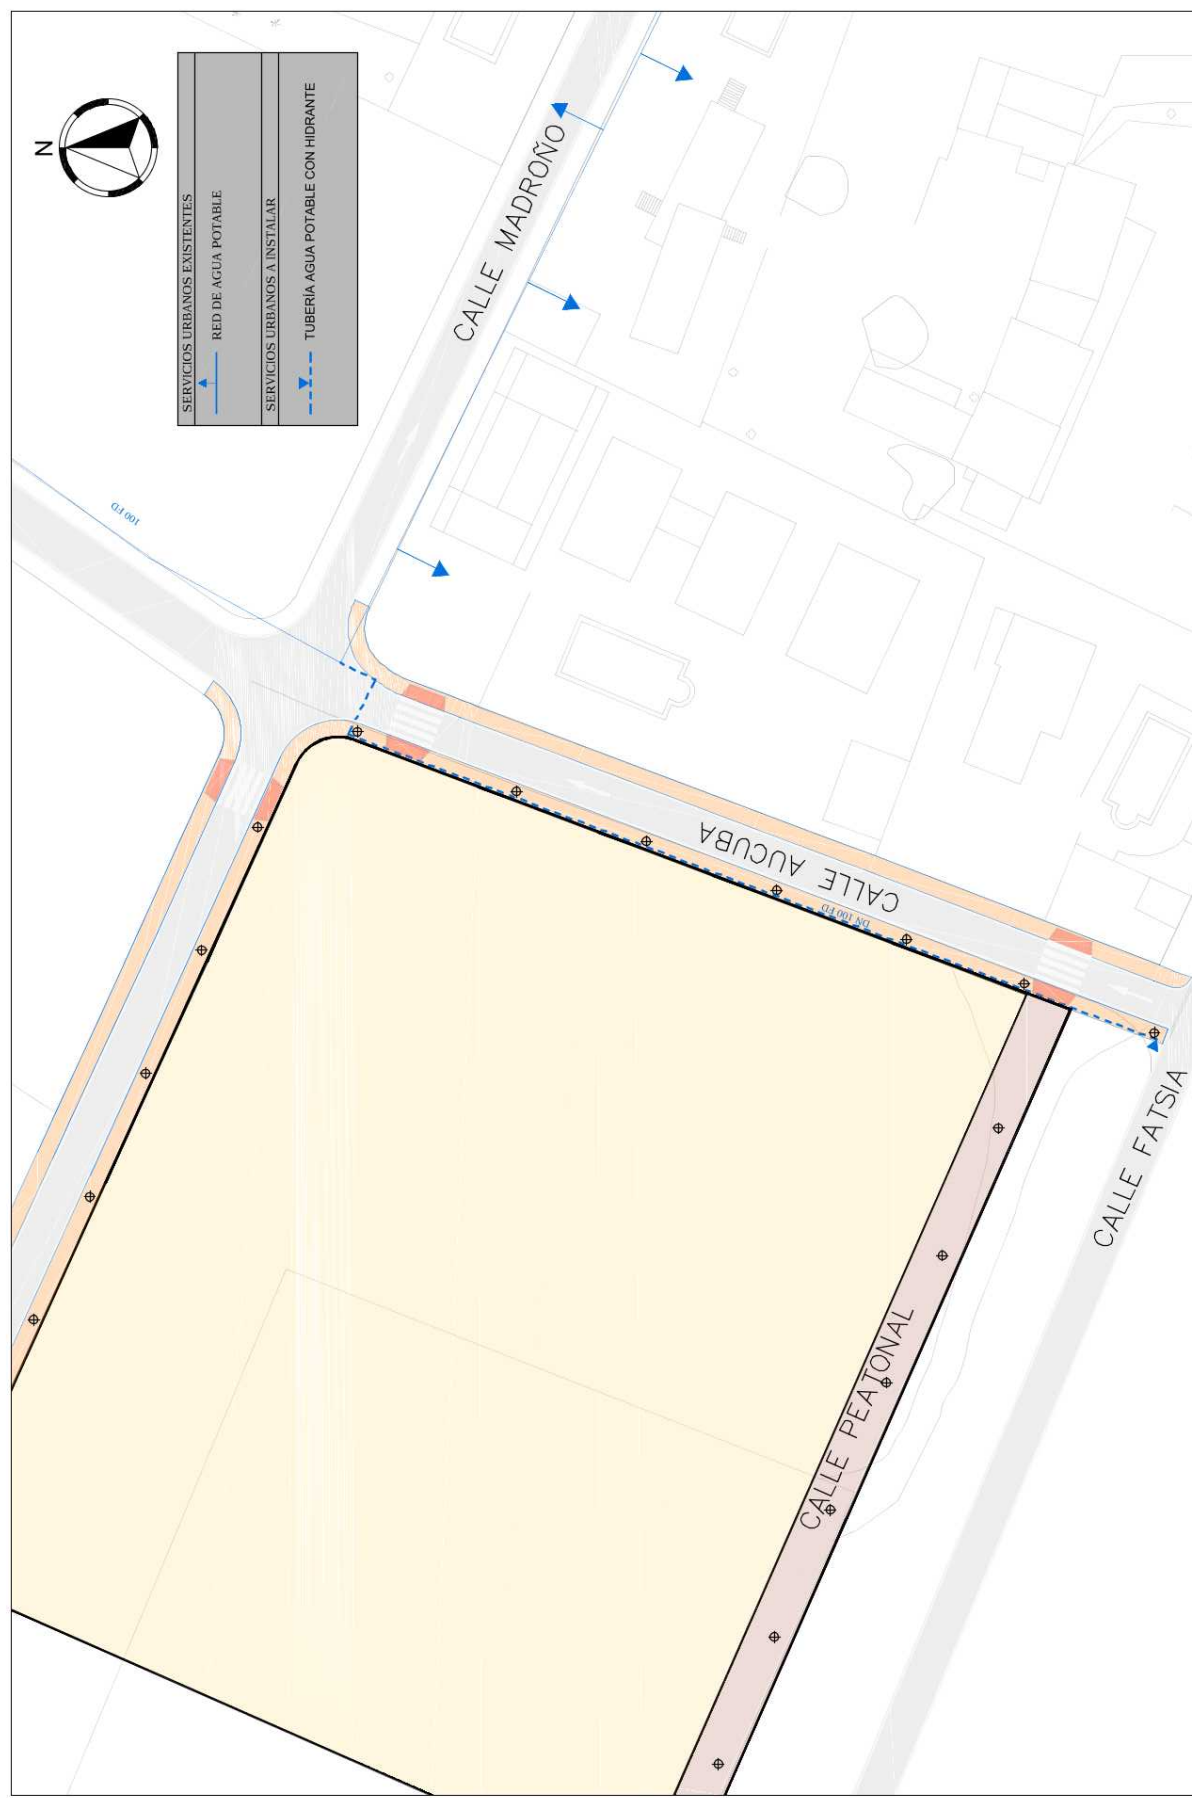 N
SERVICIOS URBANOS EXISTENTES
RED DE AGUA POTABLE
SERVICIOS URBANOS A INSTALAR
TUBERÍA AGUA POTABLE CON HIDRANTE
CALLE MADROÑO
100 FD
CALLE AUCUBA
DN 100 FD
CALLE FATSIA
CALLE PEATONAL